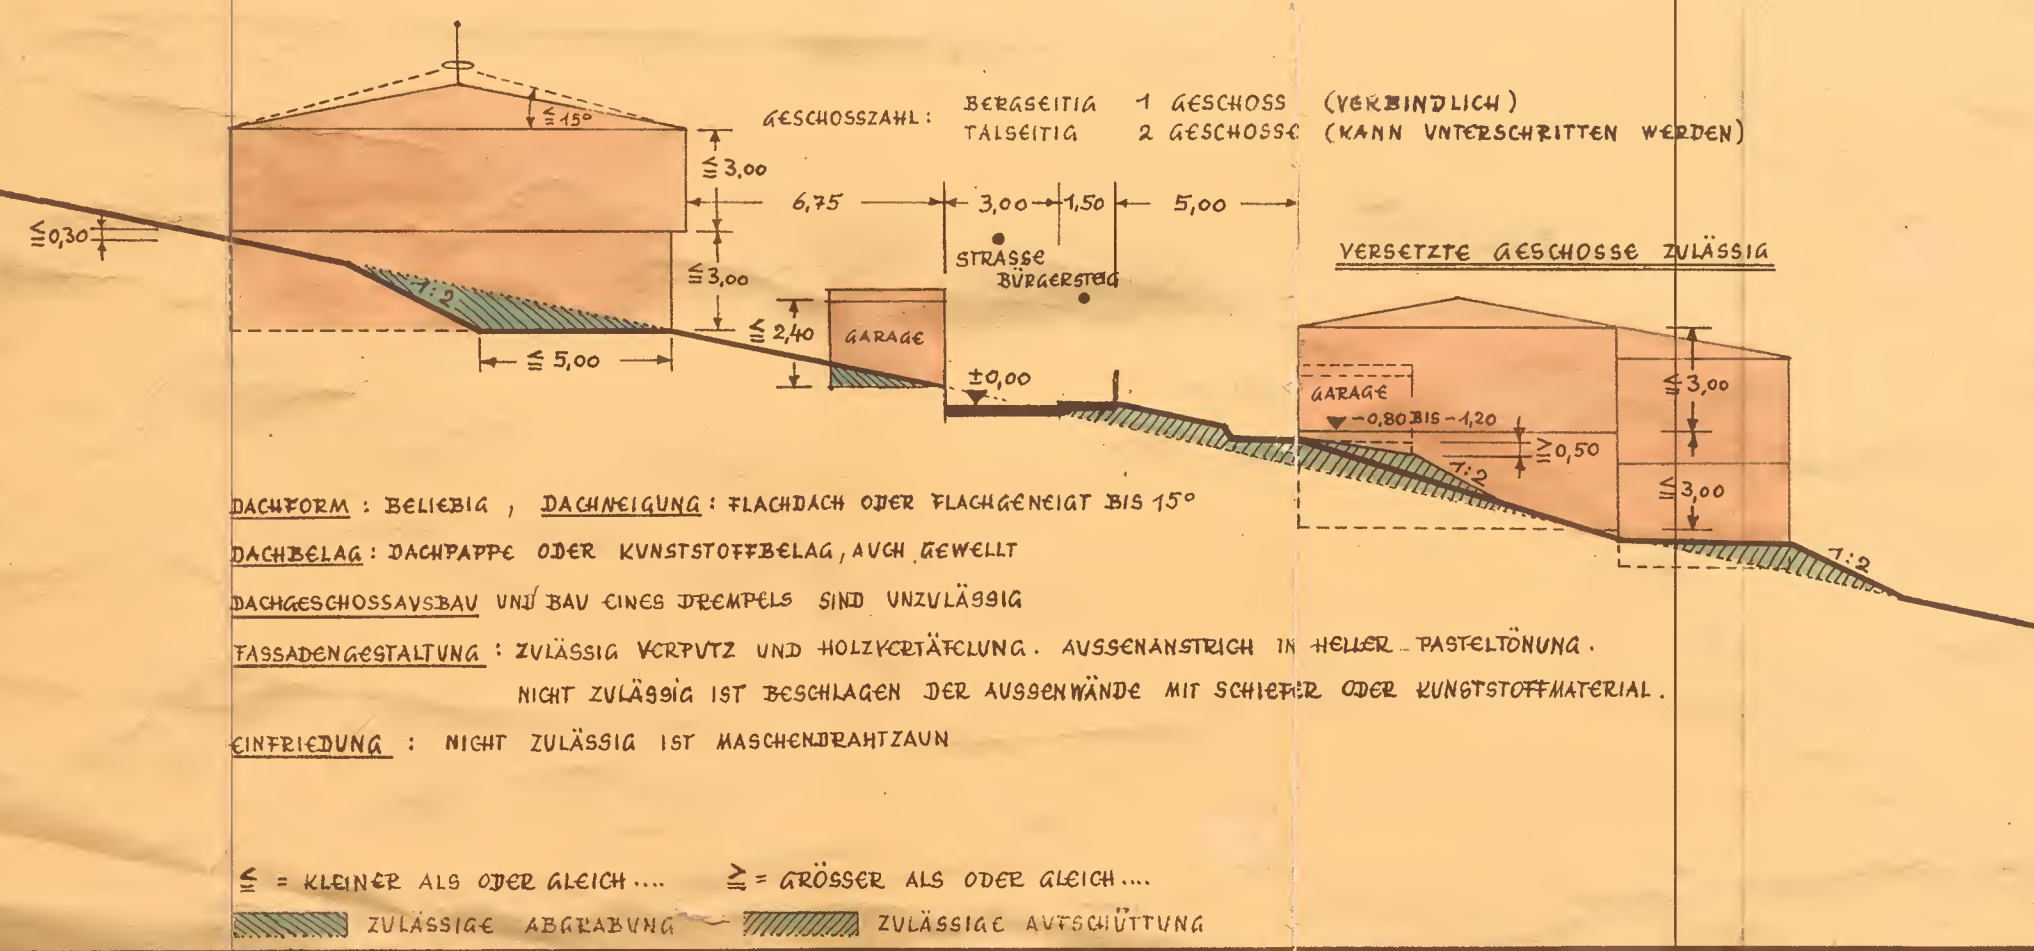 ≦ 15°
GESCHOSSZAHL: BERGSEITIG 1 GESCHOSS (VERBINDLICH)
TALSEITIG 2 GESCHOSSE (KANN UNTERSCHRITTEN WERDEN)
≦ 3,00
6,75
3,00
1,50
5,00
≦ 0,30
STRASSE
BÜRGERSTEIG
VERSETZTE GESCHOSSE ZULÄSSIG
1:2
≦ 3,00
≦ 2,40
GARAGE
≦ 5,00
±0,00
GARAGE
≦ 3,00
-0,80 BIS -1,20
≧ 0,50
1:2
≦ 3,00
1:2
DACHFORM : BELIEBIG , DACHNEIGUNG : FLACHDACH ODER FLACHGENEIGT BIS 15°
DACHBELAG : DACHPAPPE ODER KUNSTSTOFFBELAG, AUCH GEWELLT
DACHGESCHOSSAUSBAU UND BAU EINES DREMPELS SIND UNZULÄSSIG
FASSADENGESTALTUNG : ZULÄSSIG VERPUTZ UND HOLZVERTÄFELUNG. AUSSENANSTRICH IN HELLER PASTELTÖNUNG.
NICHT ZULÄSSIG IST BESCHLAGEN DER AUSSENWÄNDE MIT SCHIEFER ODER KUNSTSTOFFMATERIAL.
EINFRIEDUNG : NICHT ZULÄSSIG IST MASCHENDRAHTZAUN
≦ = KLEINER ALS ODER GLEICH .... ≧ = GRÖSSER ALS ODER GLEICH ....
ZULÄSSIGE ABGRABUNG ZULÄSSIGE AUFSCHÜTTUNG